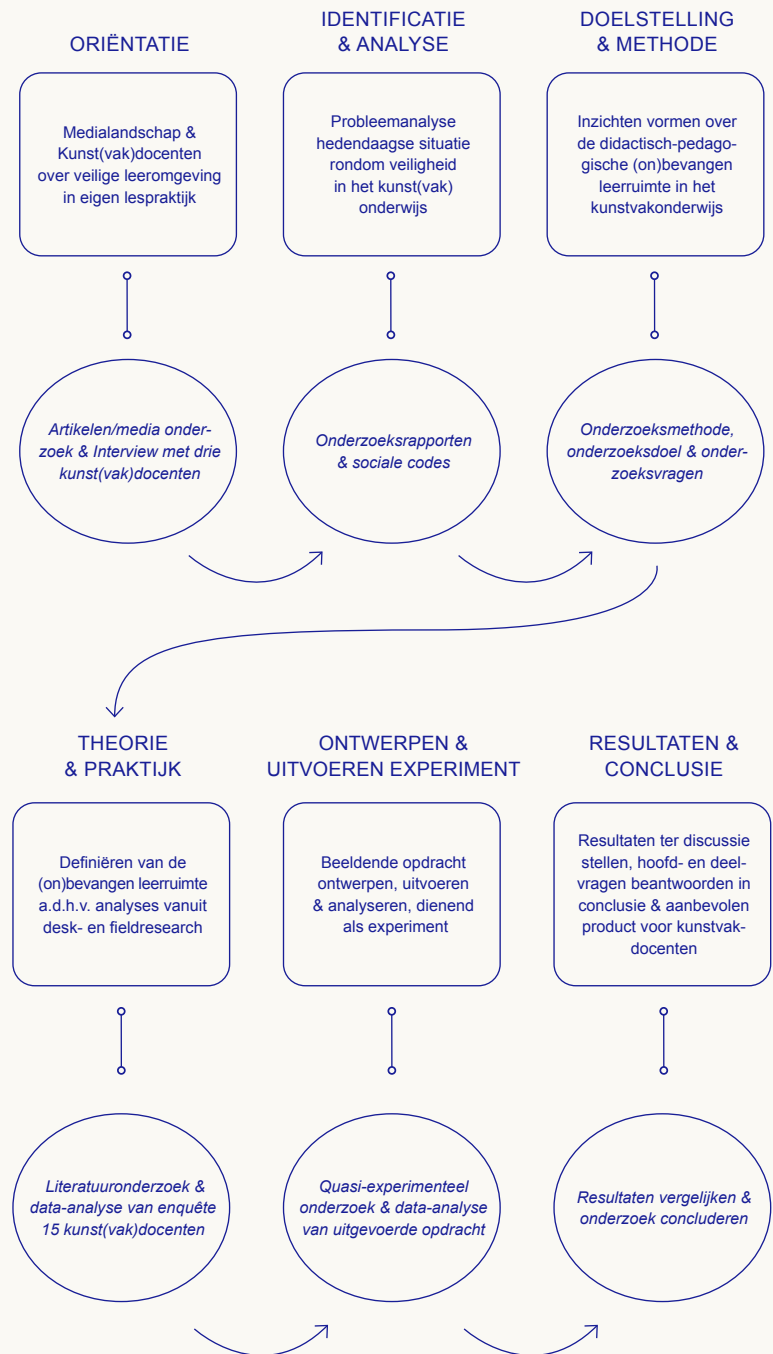 ORIËNTATIE
Medialandschap &
Kunst(vak)docenten
over veilige leeromgeving
in eigen lespraktijk
Artikelen/media onder-
zoek & Interview met drie
kunst(vak)docenten
IDENTIFICATIE
& ANALYSE
Probleemanalyse
hedendaagse situatie
rondom veiligheid
in het kunst(vak)
onderwijs
Onderzoeksrapporten
& sociale codes
DOELSTELLING
& METHODE
Inzichten vormen over
de didactisch-pedago-
gische (on)bevangen
leerruimte in het
kunstvakonderwijs
Onderzoeksmethode,
onderzoeksdoel & onder-
zoeksvragen
THEORIE
& PRAKTIJK
Definiëren van de
(on)bevangen leerruimte
a.d.h.v. analyses vanuit
desk- en fieldresearch
Literatuuronderzoek &
data-analyse van enquête
15 kunst(vak)docenten
ONTWERPEN &
UITVOEREN EXPERIMENT
Beeldende opdracht
ontwerpen, uitvoeren
& analyseren, dienend
als experiment
Quasi-experimenteel
onderzoek & data-analyse
van uitgevoerde opdracht
RESULTATEN &
CONCLUSIE
Resultaten ter discussie
stellen, hoofd- en deel-
vragen beantwoorden in
conclusie & aanbevolen
product voor kunstvak-
docenten
Resultaten vergelijken &
onderzoek concluderen